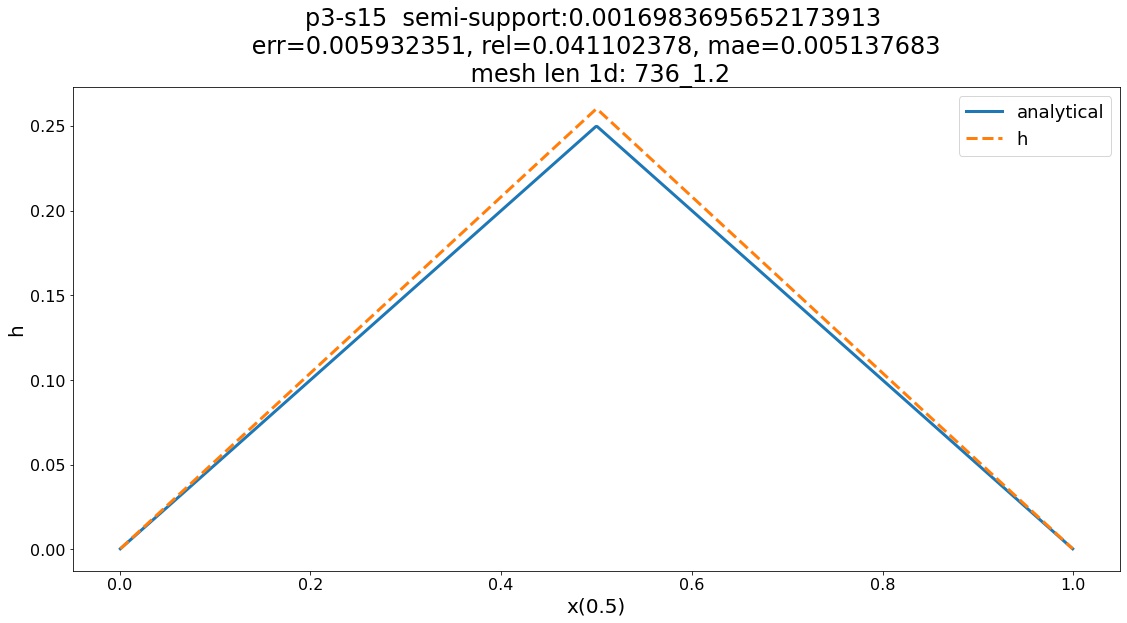 p3-s15  semi-support:0.0016983695652173913
err=0.005932351, rel=0.041102378, mae=0.005137683
mesh len 1d: 736_1.2
analytical
h
0.25
0.20
0.15
0.10
0.05
0.00
h
0.0
0.2
0.4
0.6
0.8
1.0
x(0.5)